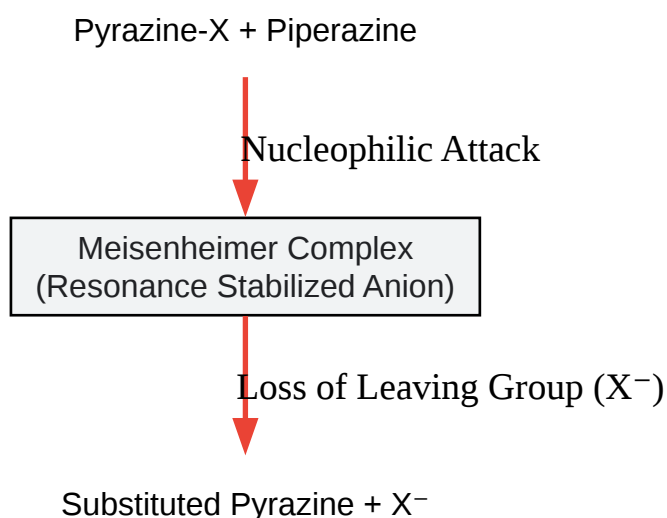 Pyrazine-X + Piperazine
Nucleophilic Attack
Meisenheimer Complex
(Resonance Stabilized Anion)
Loss of Leaving Group (X⁻)
Substituted Pyrazine + X⁻